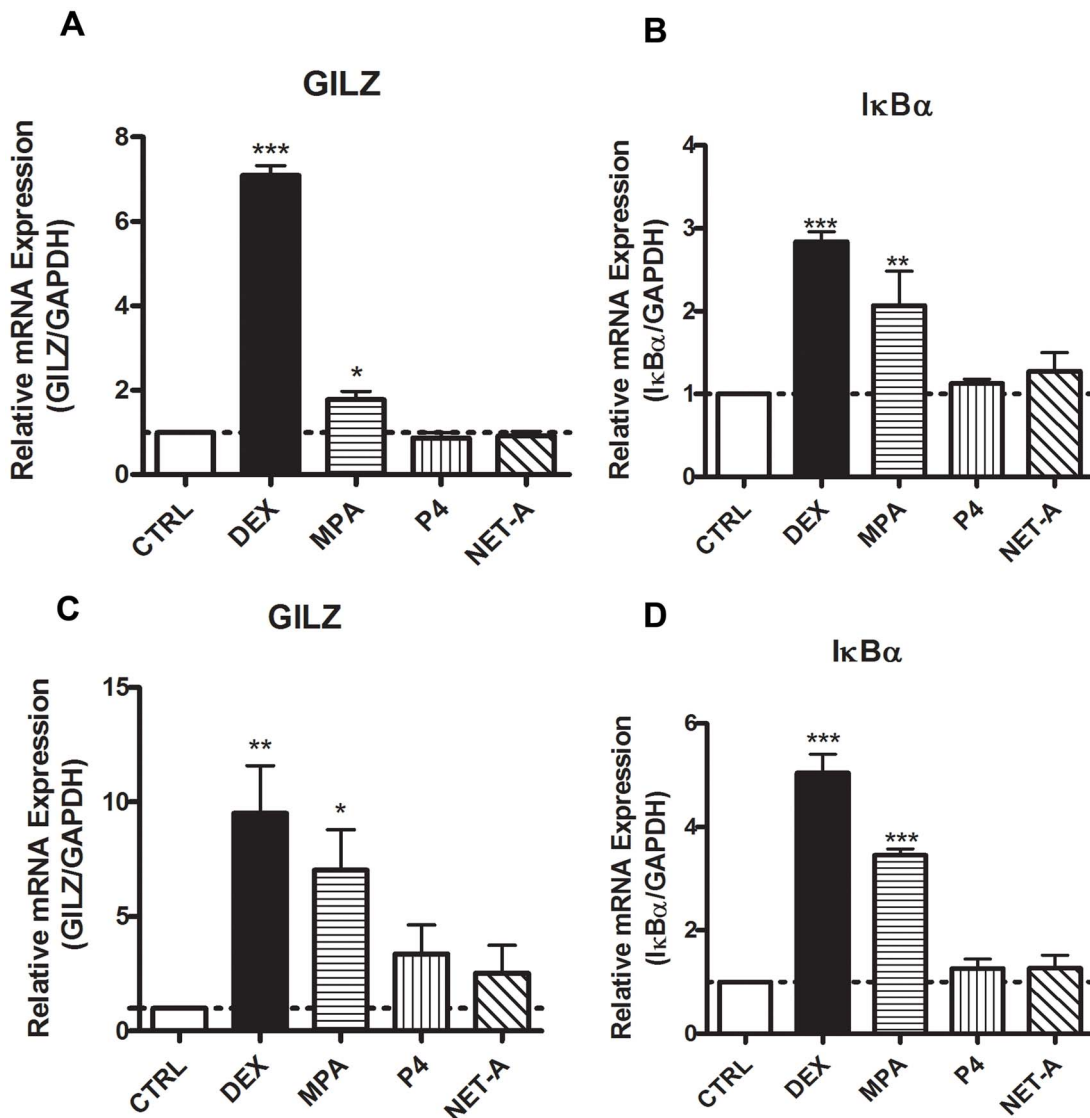 A
GILZ
Relative mRNA Expression
(GILZ/GAPDH)
8
6
4
2
0
***
*
CTRL
DEX
MPA
P4
NET-A
B
IκBα
Relative mRNA Expression
(IκBα/GAPDH)
4
3
2
1
0
***
**
CTRL
DEX
MPA
P4
NET-A
C
GILZ
Relative mRNA Expression
(GILZ/GAPDH)
15
10
5
0
**
*
CTRL
DEX
MPA
P4
NET-A
D
IκBα
Relative mRNA Expression
(IκBα/GAPDH)
6
4
2
0
***
***
CTRL
DEX
MPA
P4
NET-A